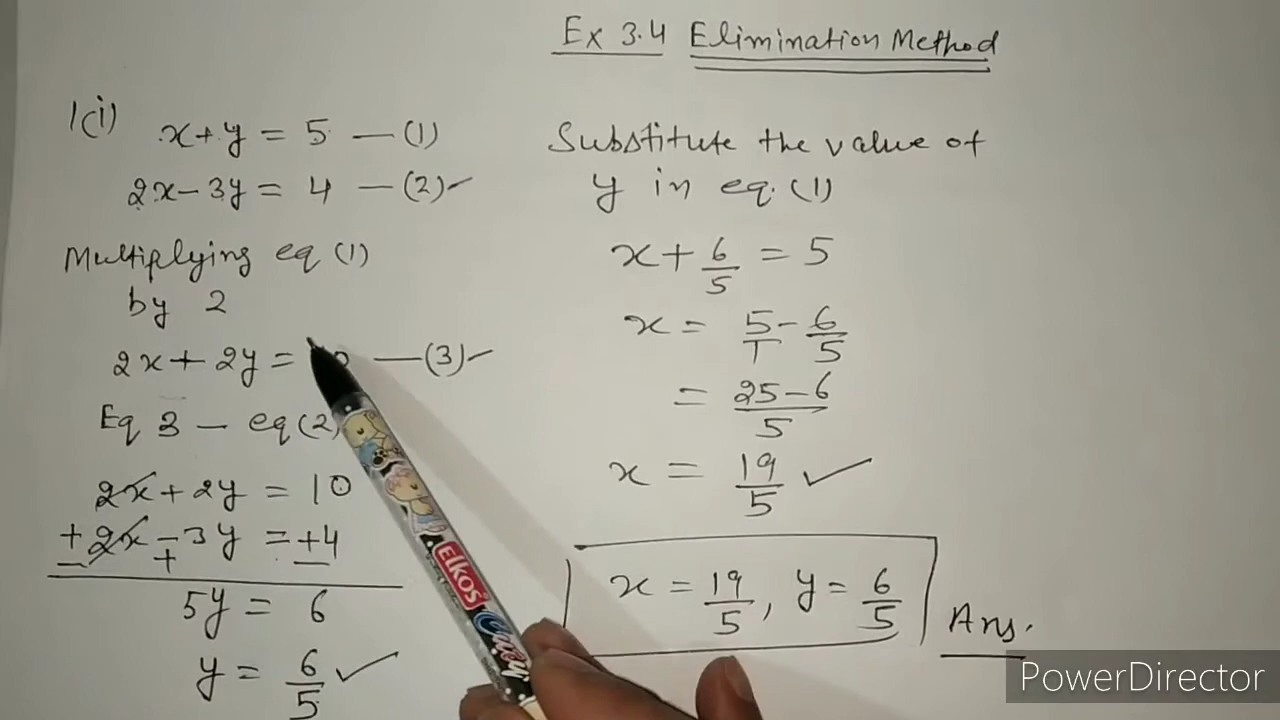 Ex 3.4 Elimination Method
1(i) x + y = 5 — (1)
2x - 3y = 4 — (2)
Multiplying eq (1)
by 2
2x + 2y = — (3)
Eq 3 - eq (2)
2x + 2y = 10
+ 2x - 3y = +4
— + —
5y = 6
y = 6/5 ✓
Substitute the value of
y in eq. (1)
x + 6/5 = 5
x = 5/1 - 6/5
= 25 - 6/5
x = 19/5 ✓
x = 19/5, y = 6/5
Ans.
ELKOS
PowerDirector